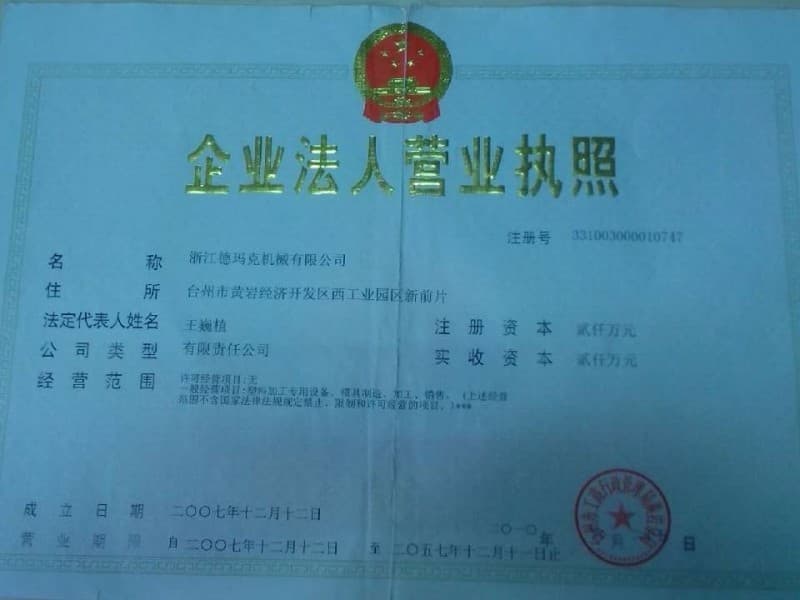 企业法人营业执照
注册号 331003000010747
名称 浙江德玛克机械有限公司
住所 台州市黄岩经济开发区西工业园区新前片
法定代表人姓名 王巍植
注册资本 贰仟万元
公司类型 有限责任公司
实收资本 贰仟万元
经营范围 许可经营项目:无
一般经营项目:塑料加工专用设备、模具制造、加工、销售。(上述经营
范围不含国家法律法规规定禁止、限制和许可经营的项目。)***
成立日期 二〇〇七年十二月十二日
二〇一〇年
日
营业期限 自二〇〇七年十二月十二日 至二〇五七年十二月十一日止